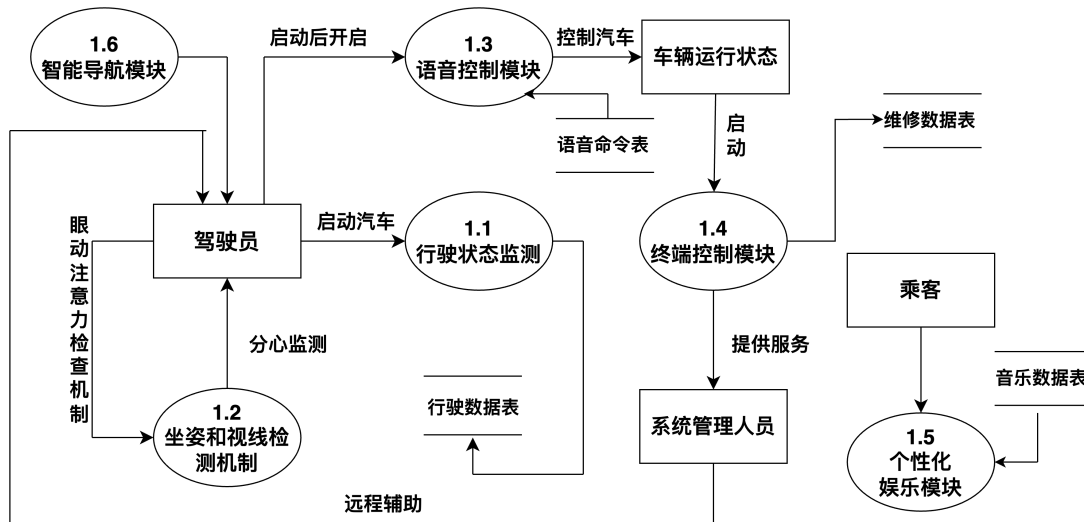 1.6
智能导航模块
启动后开启
1.3
语音控制模块
控制汽车
车辆运行状态
语音命令表
启
动
维修数据表
眼
动
注
意
力
检
查
机
制
驾驶员
启动汽车
1.1
行驶状态监测
1.4
终端控制模块
乘客
分心监测
提供服务
1.2
坐姿和视线检
测机制
行驶数据表
系统管理人员
音乐数据表
1.5
个性化
娱乐模块
远程辅助